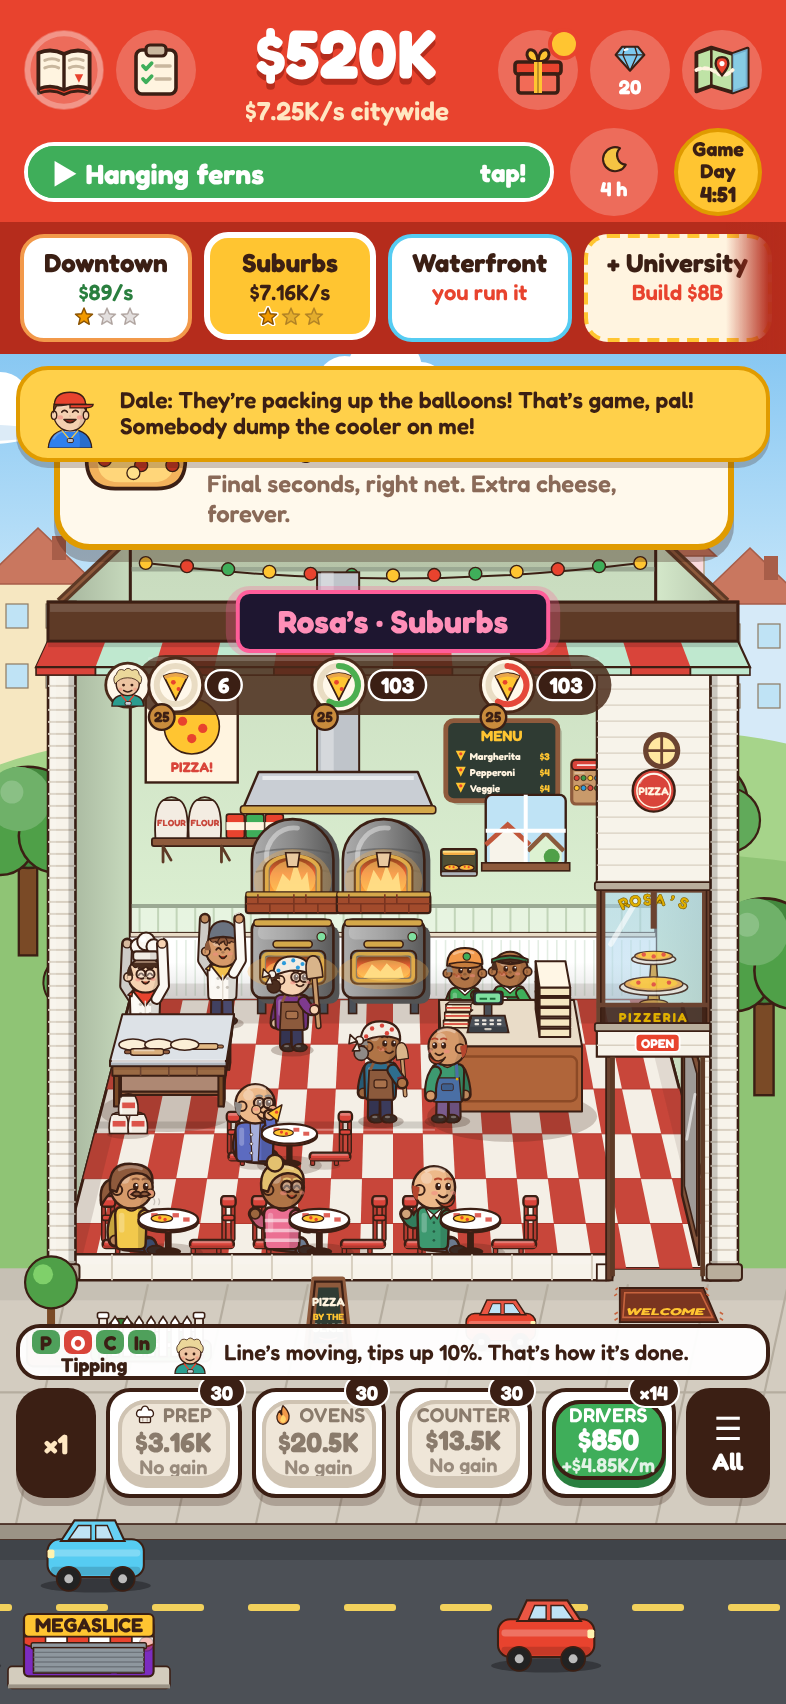 $520K
$7.25K/s citywide
20
Hanging ferns
tap!
4 h
Game
Day
4:51
Downtown
$89/s
Suburbs
$7.16K/s
Waterfront
you run it
+ University
Build $8B
Dale: They're packing up the balloons! That's game, pal!
Somebody dump the cooler on me!
Final seconds, right net. Extra cheese,
forever.
Rosa's · Suburbs
6
103
103
25
25
25
PIZZA!
MENU
Margherita $3
Pepperoni $4
Veggie $4
PIZZA
FLOUR
FLOUR
ROSA'S
PIZZERIA
OPEN
PIZZA
BY THE
WELCOME
P O C In
Tipping
Line's moving, tips up 10%. That's how it's done.
x1
30
PREP
$3.16K
No gain
30
OVENS
$20.5K
No gain
30
COUNTER
$13.5K
No gain
x14
DRIVERS
$850
+$4.85K/m
All
MEGASLICE